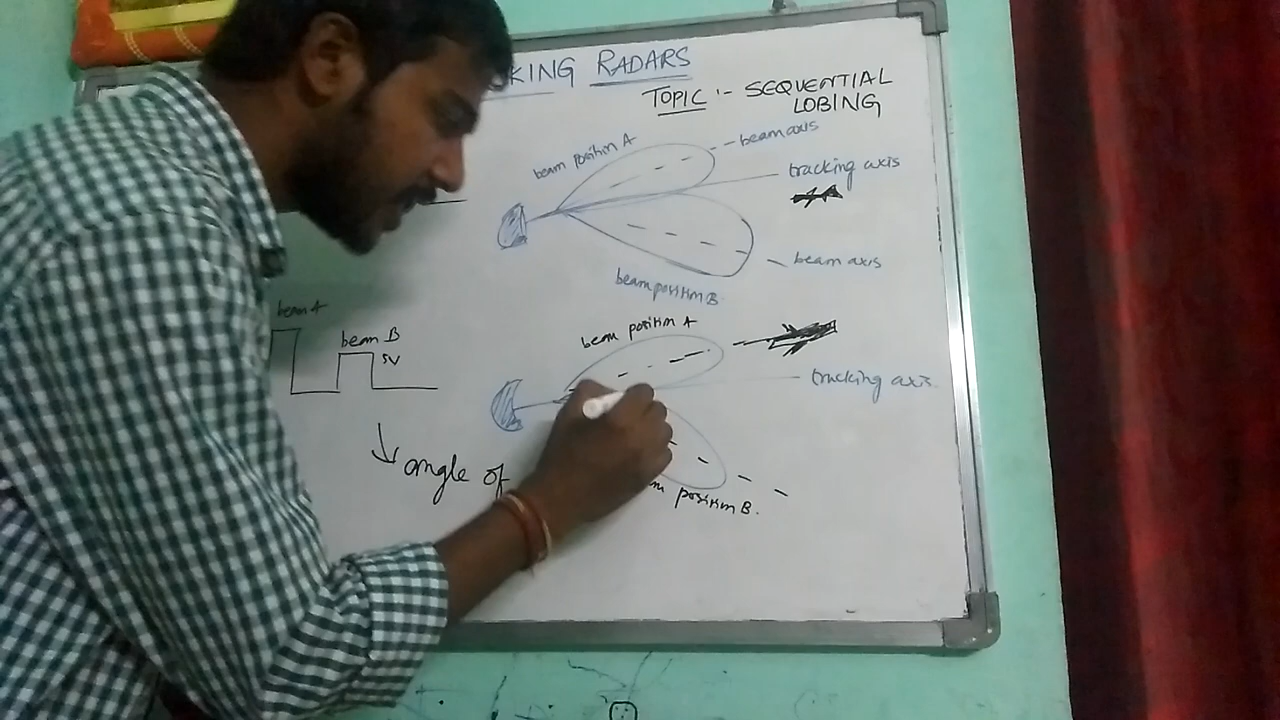 KING RADARS
TOPIC :- SEQUENTIAL
LOBING
beam position A
beam axis
tracking axis
beam axis
beam position B
beam A
beam B
5V
beam position A
tracking axis.
angle of
position B.